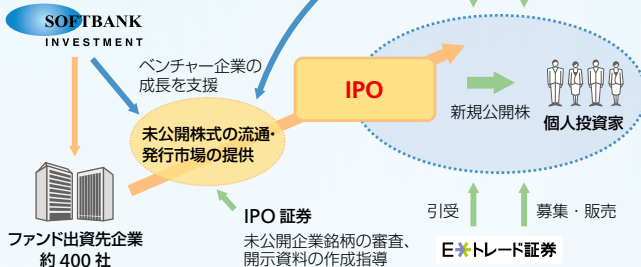 SOFTBANK
INVESTMENT
ベンチャー企業の
成長を支援
IPO
新規公開株
個人投資家
未公開株式の流通・
発行市場の提供
ファンド出資先企業
約 400 社
IPO 証券
未公開企業銘柄の審査、
開示資料の作成指導
引受
募集・販売
E*トレード証券